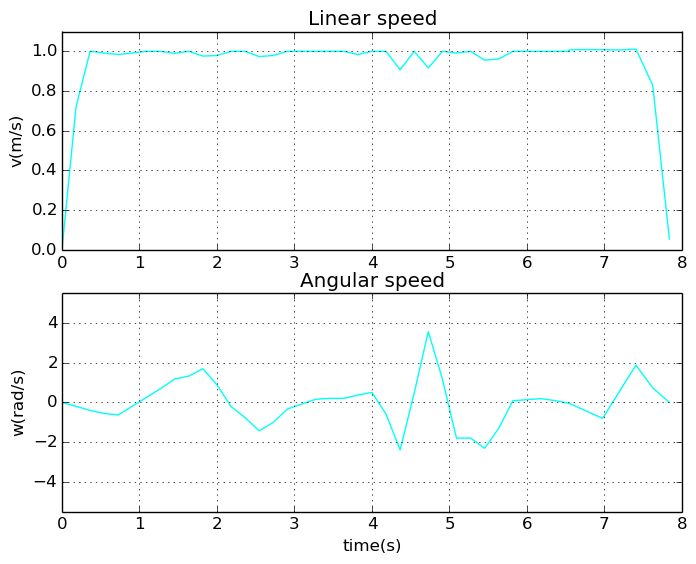 Linear speed
1.0
0.8
0.6
0.4
0.2
0.0
v(m/s)
0 1 2 3 4 5 6 7 8
Angular speed
4
2
0
−2
−4
w(rad/s)
0 1 2 3 4 5 6 7 8
time(s)